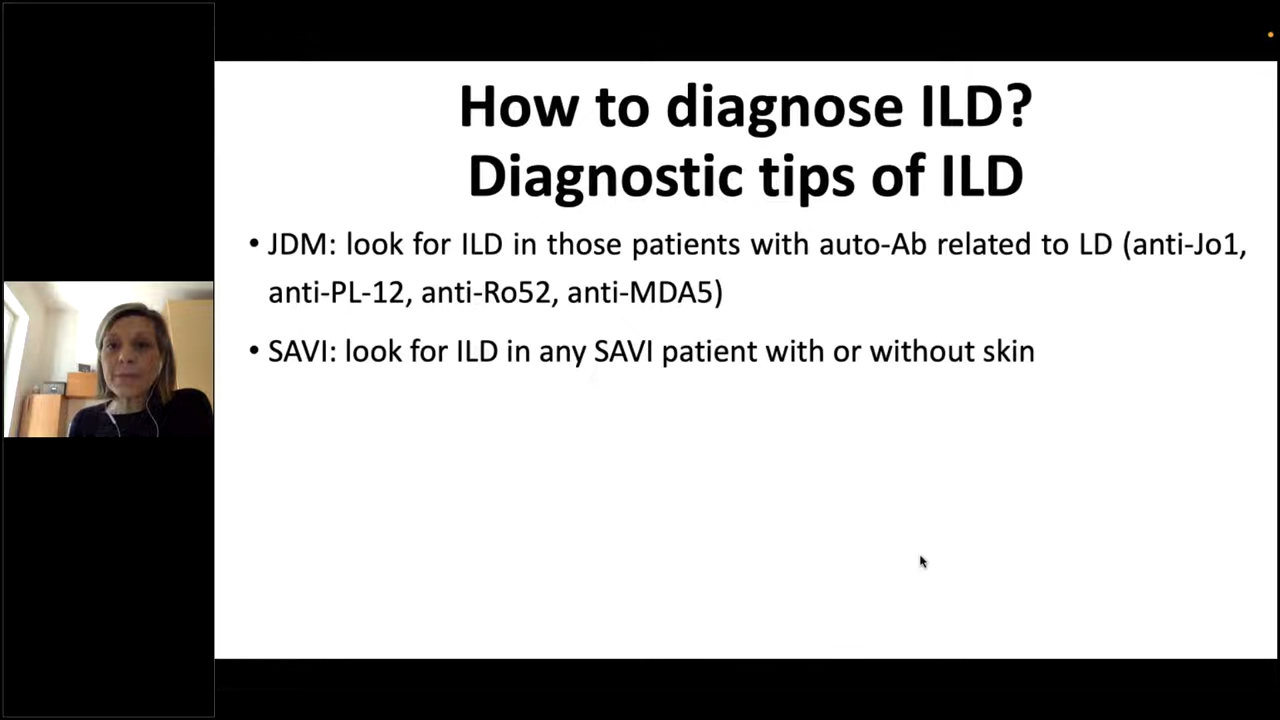 How to diagnose ILD?
Diagnostic tips of ILD
• JDM: look for ILD in those patients with auto-Ab related to LD (anti-Jo1,
anti-PL-12, anti-Ro52, anti-MDA5)
• SAVI: look for ILD in any SAVI patient with or without skin